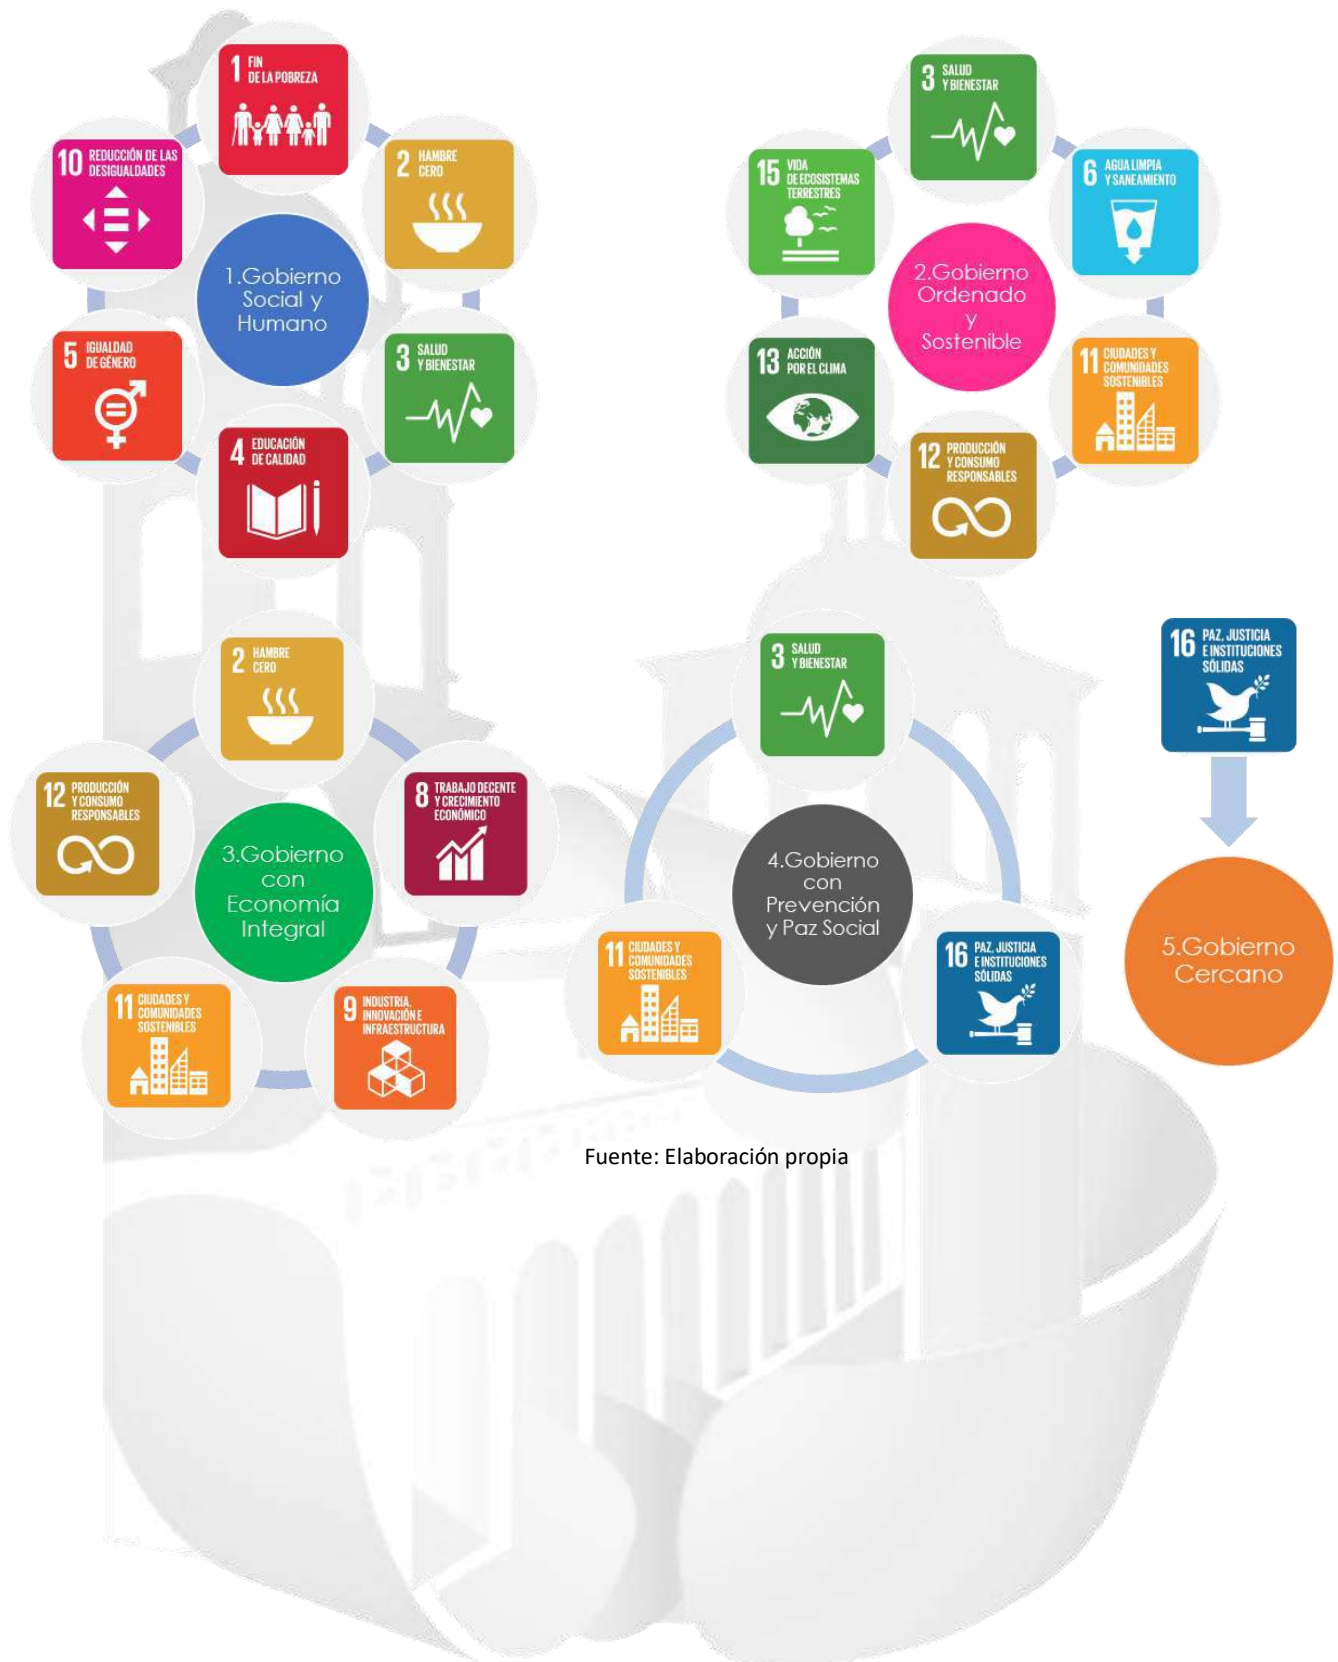 1 FIN
DE LA POBREZA
10 REDUCCIÓN DE LAS
DESIGUALDADES
2 HAMBRE
CERO
1.Gobierno
Social y
Humano
5 IGUALDAD
DE GÉNERO
3 SALUD
Y BIENESTAR
4 EDUCACIÓN
DE CALIDAD
3 SALUD
Y BIENESTAR
15 VIDA
DE ECOSISTEMAS
TERRESTRES
6 AGUA LIMPIA
Y SANEAMIENTO
2.Gobierno
Ordenado
y
Sostenible
13 ACCIÓN
POR EL CLIMA
11 CIUDADES Y
COMUNIDADES
SOSTENIBLES
12 PRODUCCIÓN
Y CONSUMO
RESPONSABLES
2 HAMBRE
CERO
12 PRODUCCIÓN
Y CONSUMO
RESPONSABLES
8 TRABAJO DECENTE
Y CRECIMIENTO
ECONÓMICO
3.Gobierno
con
Economía
Integral
11 CIUDADES Y
COMUNIDADES
SOSTENIBLES
9 INDUSTRIA,
INNOVACIÓN E
INFRAESTRUCTURA
3 SALUD
Y BIENESTAR
4.Gobierno
con
Prevención
y Paz Social
11 CIUDADES Y
COMUNIDADES
SOSTENIBLES
16 PAZ, JUSTICIA
E INSTITUCIONES
SÓLIDAS
16 PAZ, JUSTICIA
E INSTITUCIONES
SÓLIDAS
5.Gobierno
Cercano
Fuente: Elaboración propia